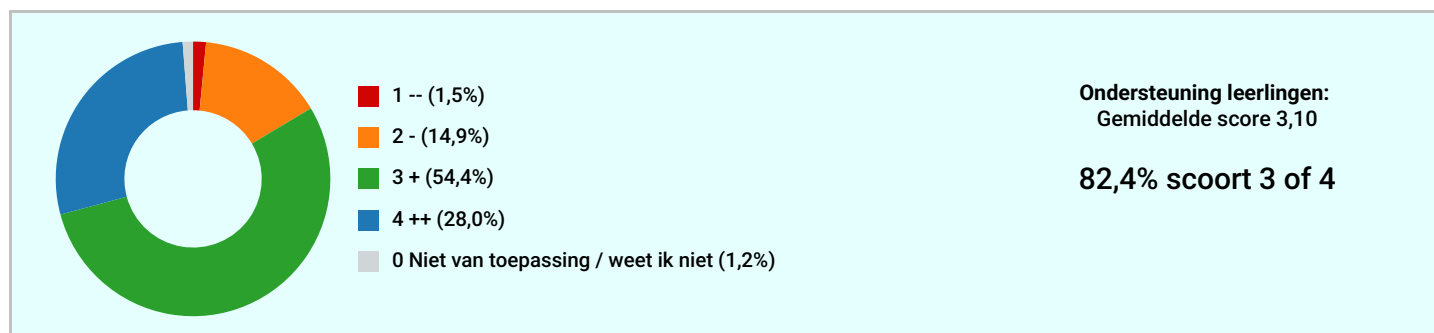 1 -- (1,5%)
2 - (14,9%)
3 + (54,4%)
4 ++ (28,0%)
0 Niet van toepassing / weet ik niet (1,2%)
Ondersteuning leerlingen:
Gemiddelde score 3,10
82,4% scoort 3 of 4